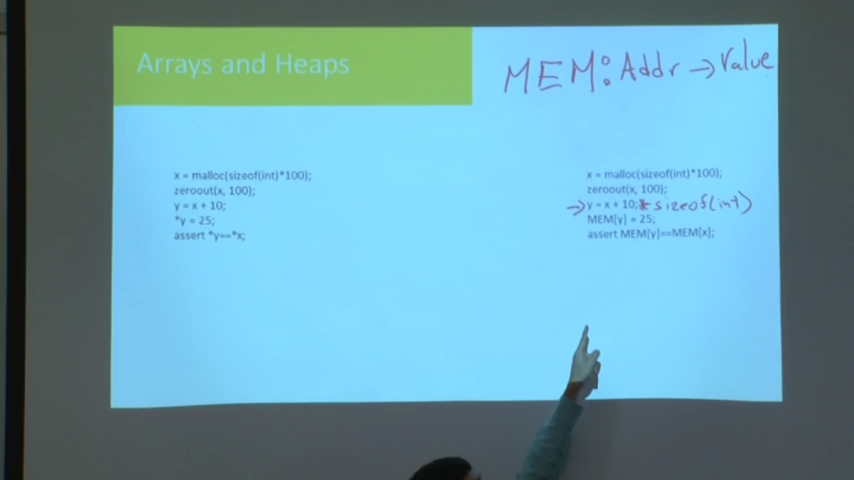 Arrays and Heaps
MEM: Addr → Value
x = malloc(sizeof(int)*100);
zeroout(x, 100);
y = x + 10;
*y = 25;
assert *y==*x;
x = malloc(sizeof(int)*100);
zeroout(x, 100);
→ y = x + 10; * sizeof(int)
MEM[y] = 25;
assert MEM[y]==MEM[x];